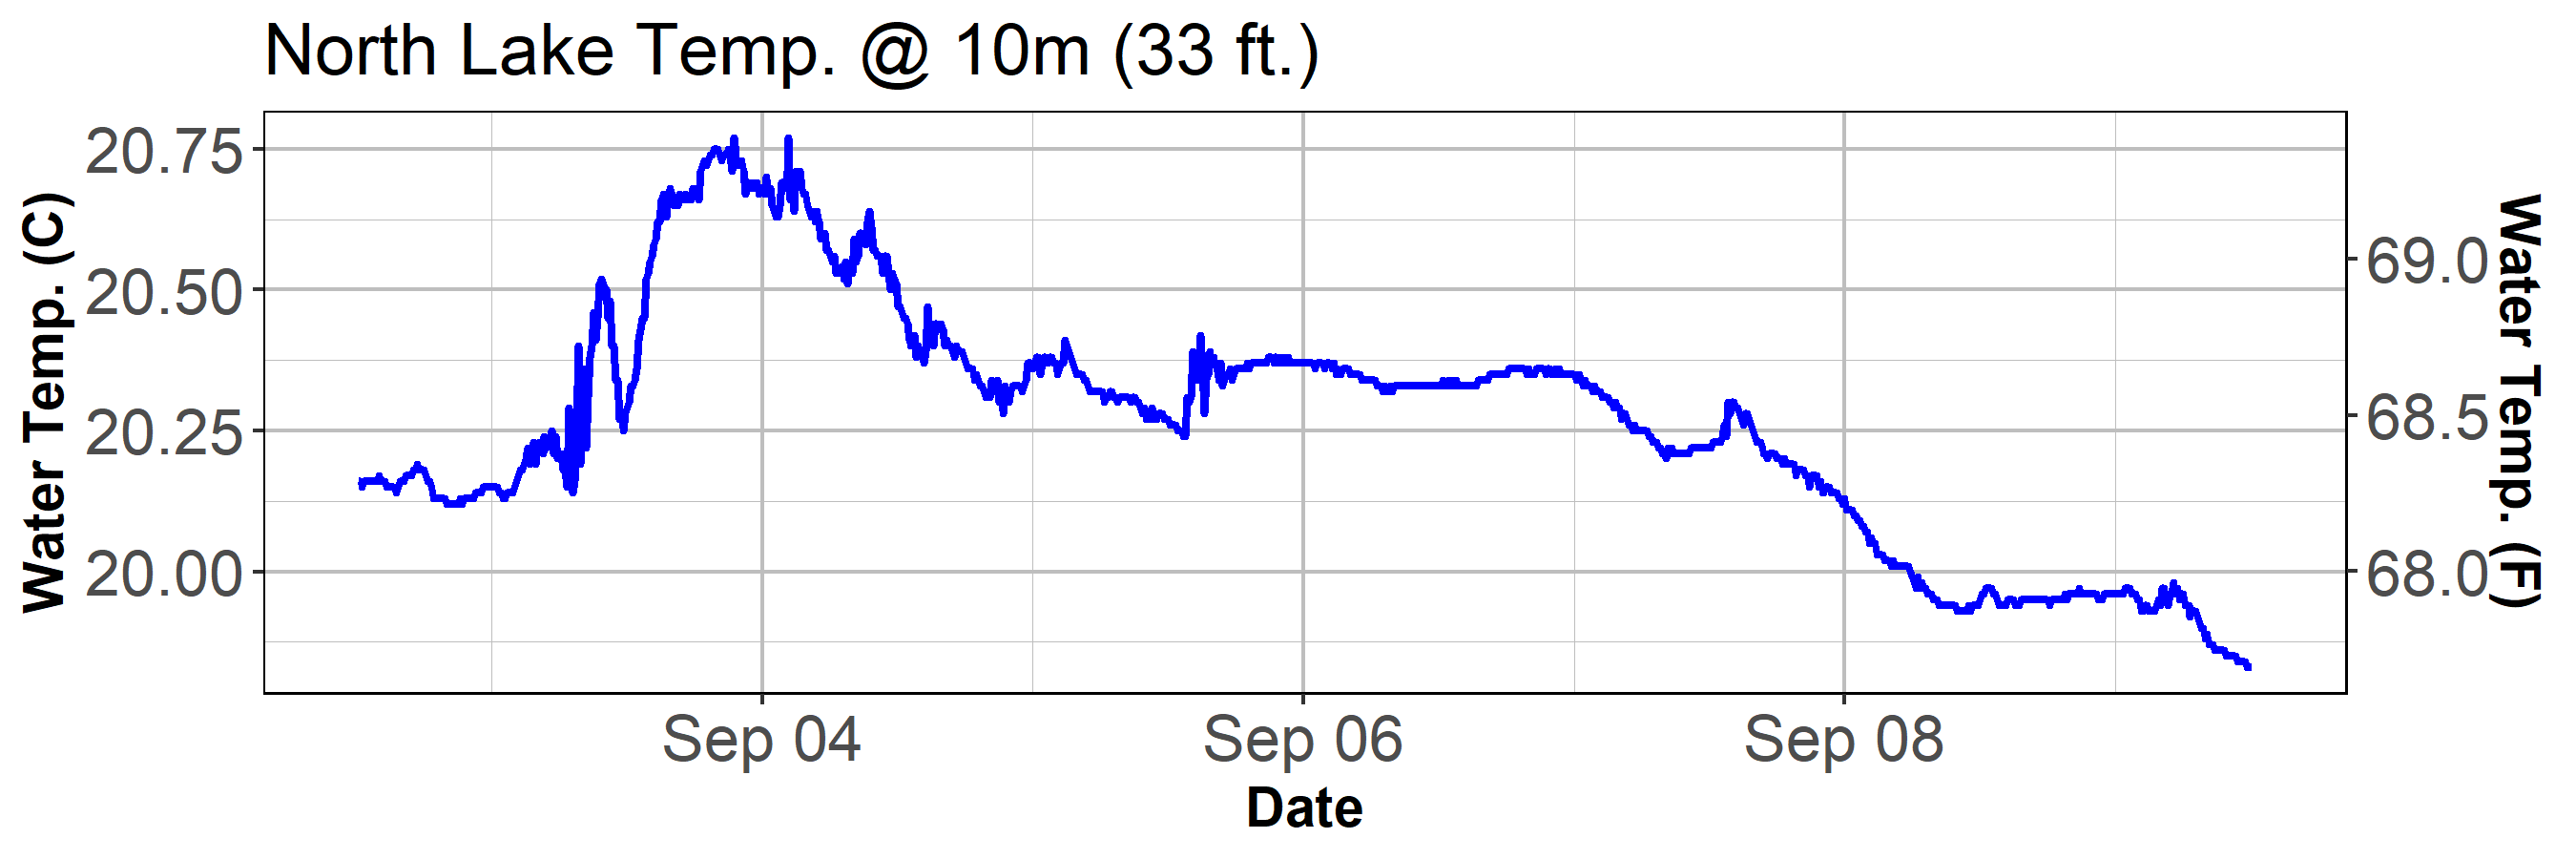 North Lake Temp. @ 10m (33 ft.)
Water Temp. (C)
20.75
20.50
20.25
20.00
69.0
68.5
68.0
Water Temp. (F)
Sep 04 Sep 06 Sep 08
Date